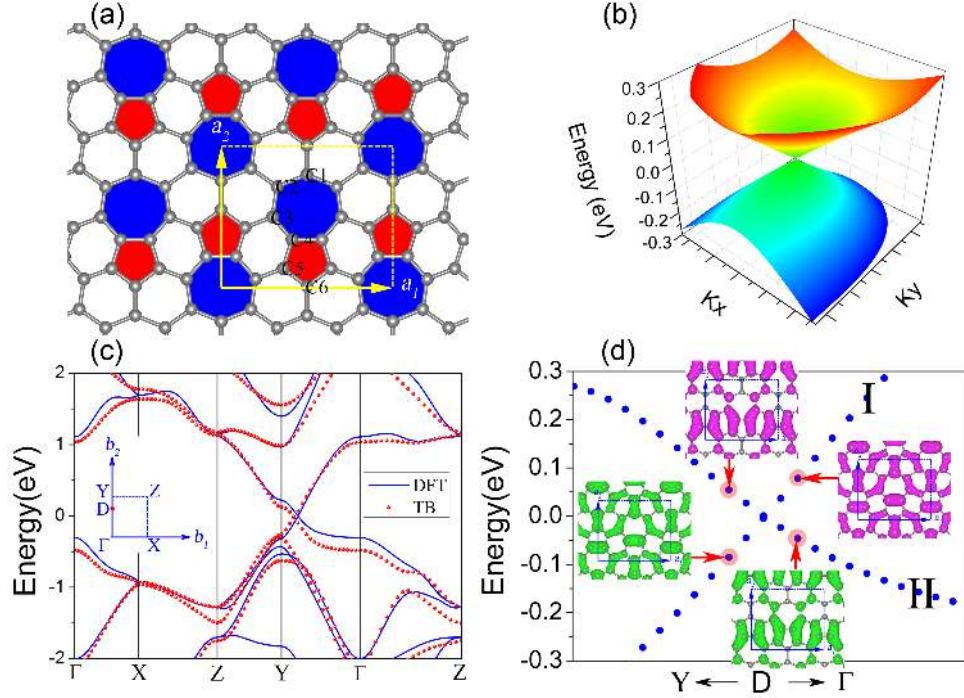 (a)
a2
C1
C2
C3
C4
C5
C6
a1
(b)
Energy (eV)
0.3
0.2
0.1
0.0
-0.1
-0.2
-0.3
Kx
Ky
(c)
Energy(eV)
2
1
0
-1
-2
b2
Y
Z
D
Γ
X
b1
DFT
TB
Γ
X
Z
Y
Γ
Z
(d)
Energy(eV)
0.3
0.2
0.1
0.0
-0.1
-0.2
-0.3
I
II
Y ← D → Γ